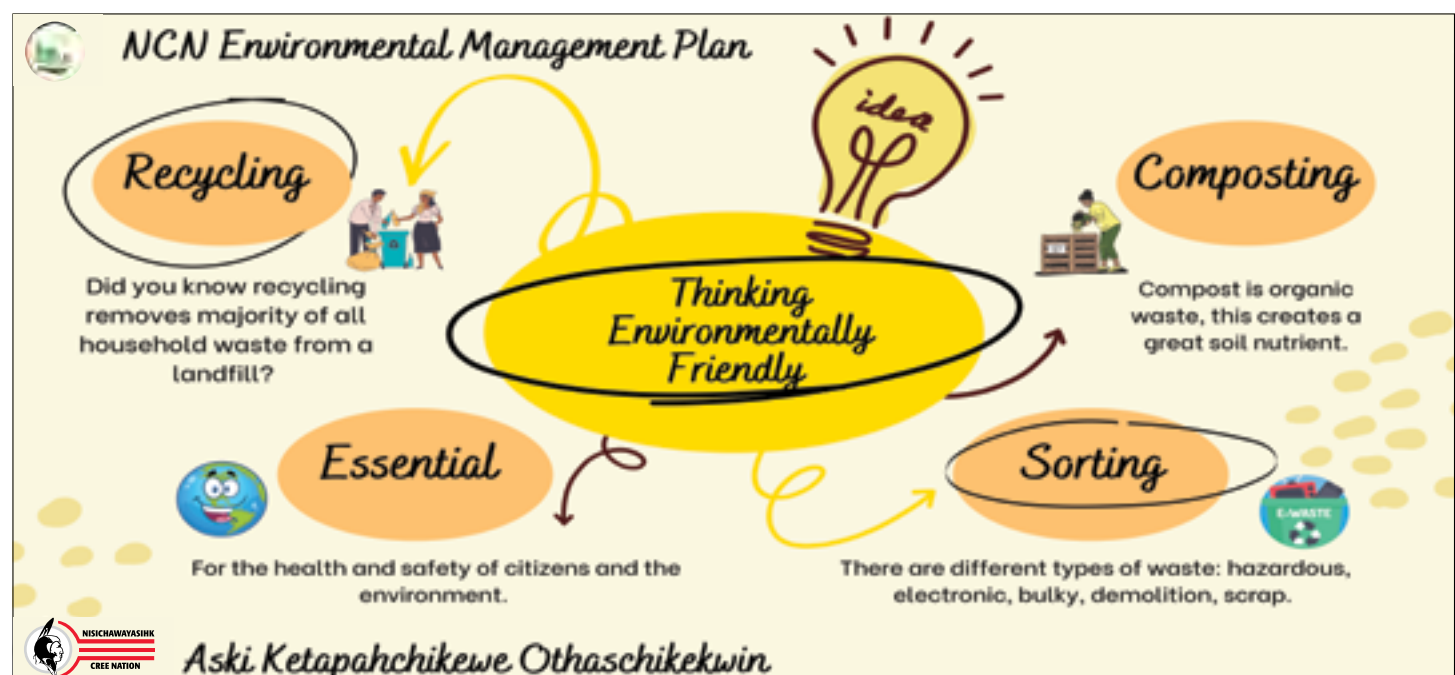 NCN Environmental Management Plan
idea
Recycling
Composting
Did you know recycling
removes majority of all
household waste from a
landfill?
Thinking
Environmentally
Friendly
Compost is organic
waste, this creates a
great soil nutrient.
Essential
Sorting
E-WASTE
For the health and safety of citizens and the
environment.
There are different types of waste: hazardous,
electronic, bulky, demolition, scrap.
NISICHAWAYASIHK
CREE NATION
Aski Ketapahchikewe Othaschikekwin